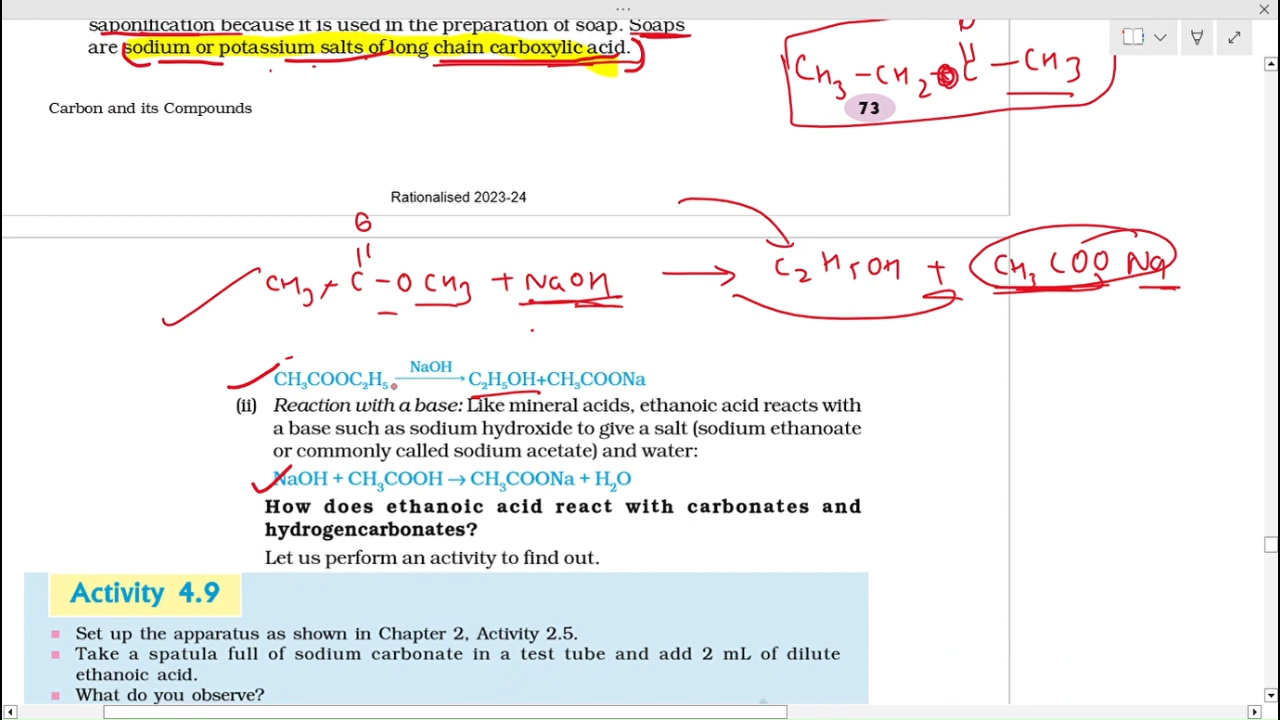 saponification because it is used in the preparation of soap. Soaps
are sodium or potassium salts of long chain carboxylic acid.
O
CH₃ – CH₂ – C – CH₃
Carbon and its Compounds
73
Rationalised 2023-24
O
CH₃ – C – O CH₃ + NaOH → C₂H₅OH + CH₃COONa
CH₃COOC₂H₅ NaOH→ C₂H₅OH+CH₃COONa
(ii) Reaction with a base: Like mineral acids, ethanoic acid reacts with
a base such as sodium hydroxide to give a salt (sodium ethanoate
or commonly called sodium acetate) and water:
NaOH + CH₃COOH → CH₃COONa + H₂O
How does ethanoic acid react with carbonates and
hydrogencarbonates?
Let us perform an activity to find out.
Activity 4.9
Set up the apparatus as shown in Chapter 2, Activity 2.5.
Take a spatula full of sodium carbonate in a test tube and add 2 mL of dilute
ethanoic acid.
What do you observe?